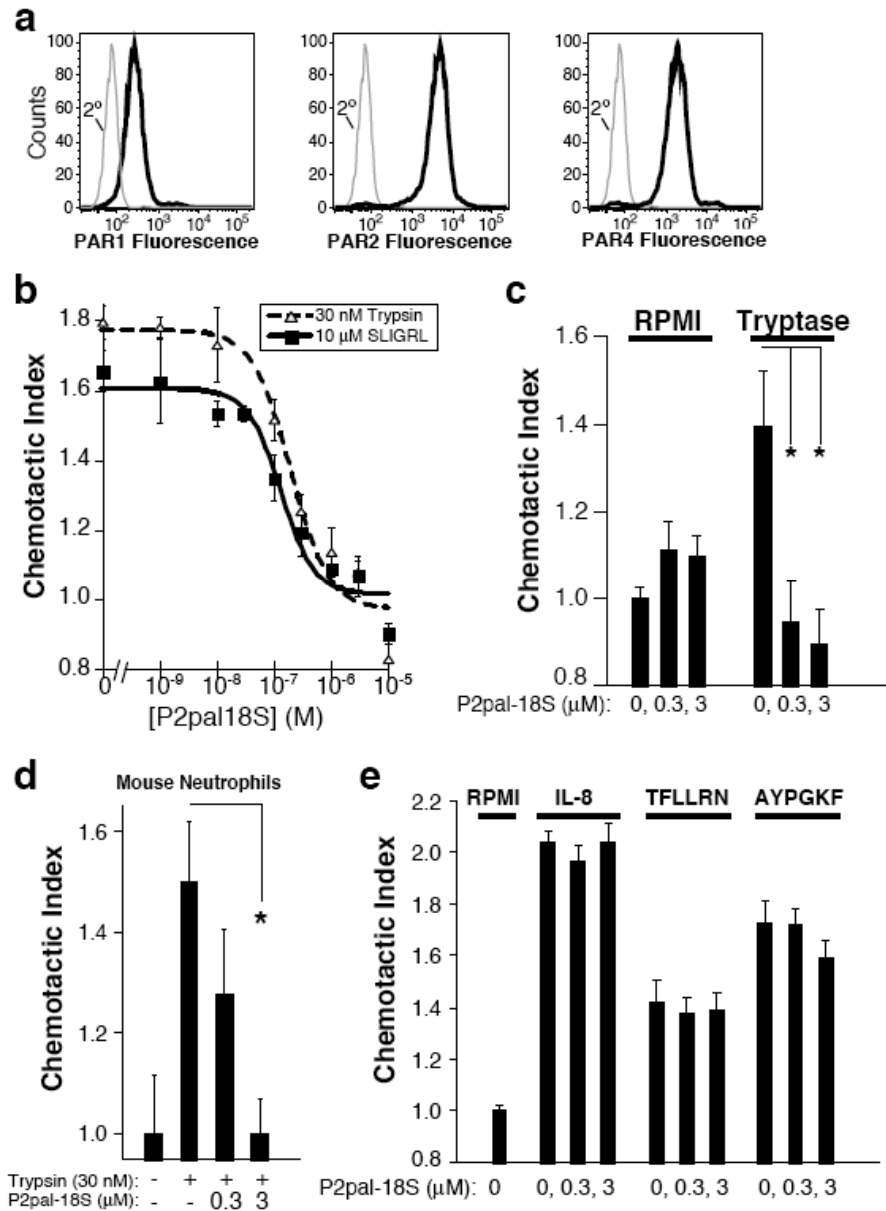 a
100
80
60
40
20
0
Counts
2º
10² 10³ 10⁴ 10⁵
PAR1 Fluorescence
100
80
60
40
20
0
2º
10² 10³ 10⁴ 10⁵
PAR2 Fluorescence
100
80
60
40
20
0
2º
10² 10³ 10⁴ 10⁵
PAR4 Fluorescence
b
30 nM Trypsin
10 µM SLIGRL
Chemotactic Index
1.8
1.6
1.4
1.2
1.0
0.8
0 10⁻⁹ 10⁻⁸ 10⁻⁷ 10⁻⁶ 10⁻⁵
[P2pal18S] (M)
c
RPMI Tryptase
Chemotactic Index
1.6
1.4
1.2
1.0
0.8
* *
P2pal-18S (µM): 0, 0.3, 3 0, 0.3, 3
d
Mouse Neutrophils
Chemotactic Index
1.6
1.4
1.2
1.0
*
Trypsin (30 nM): - + + +
P2pal-18S (µM): - - 0.3 3
e
RPMI IL-8 TFLLRN AYPGKF
Chemotactic Index
2.2
2.0
1.8
1.6
1.4
1.2
1.0
0.8
P2pal-18S (µM): 0 0, 0.3, 3 0, 0.3, 3 0, 0.3, 3